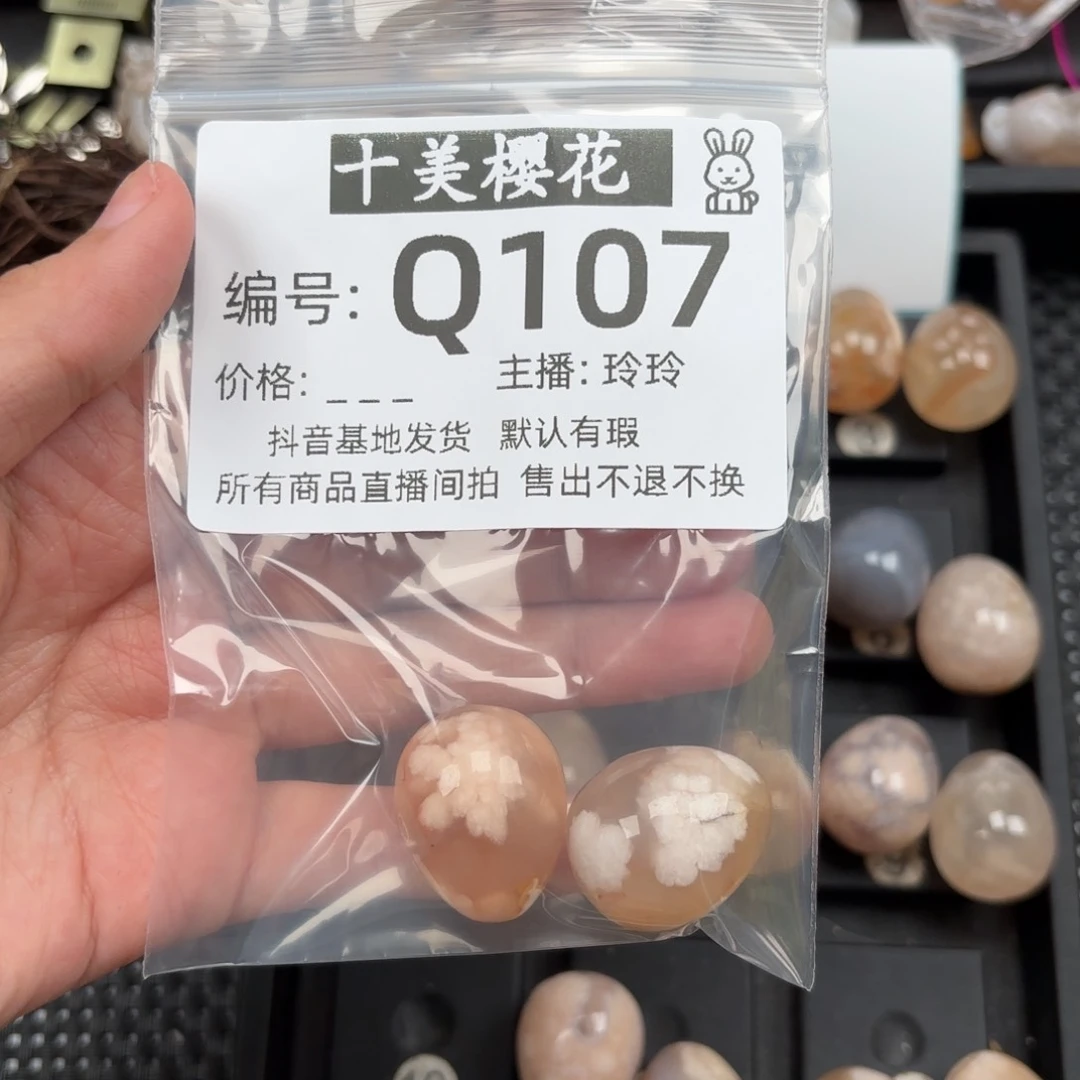 十美樱花
编号: Q107
价格: _ _ _ 主播: 玲玲
抖音基地发货 默认有瑕
所有商品直播间拍 售出不退不换